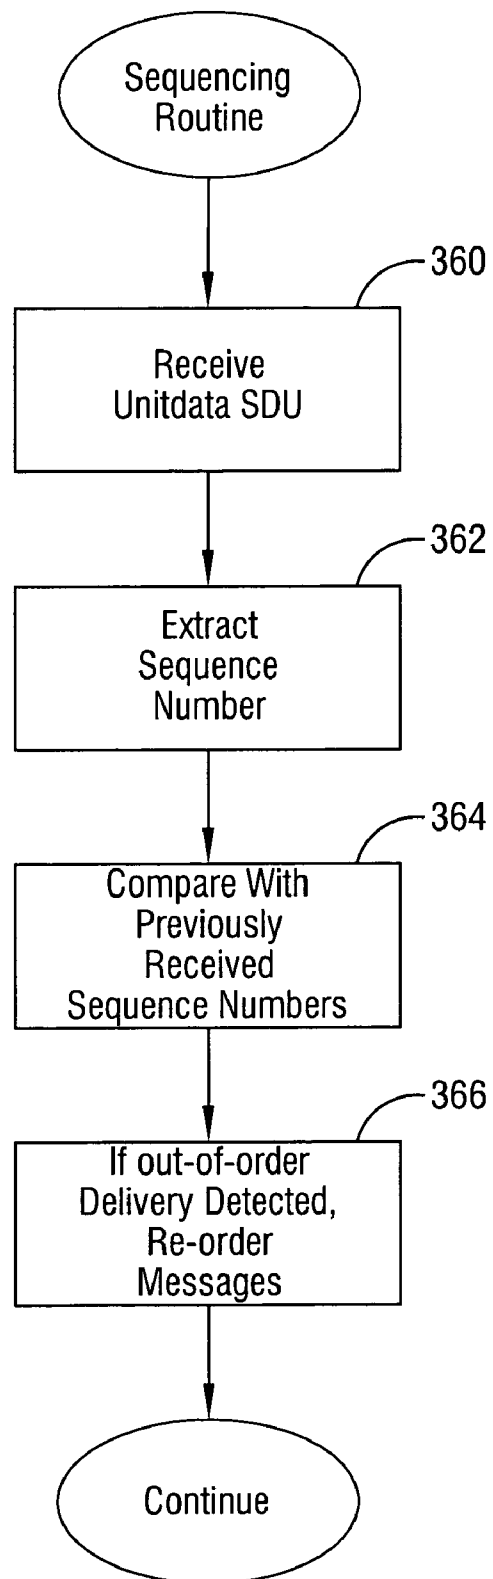 Sequencing
Routine
360
Receive
Unitdata SDU
362
Extract
Sequence
Number
364
Compare With
Previously
Received
Sequence Numbers
366
If out-of-order
Delivery Detected,
Re-order
Messages
Continue